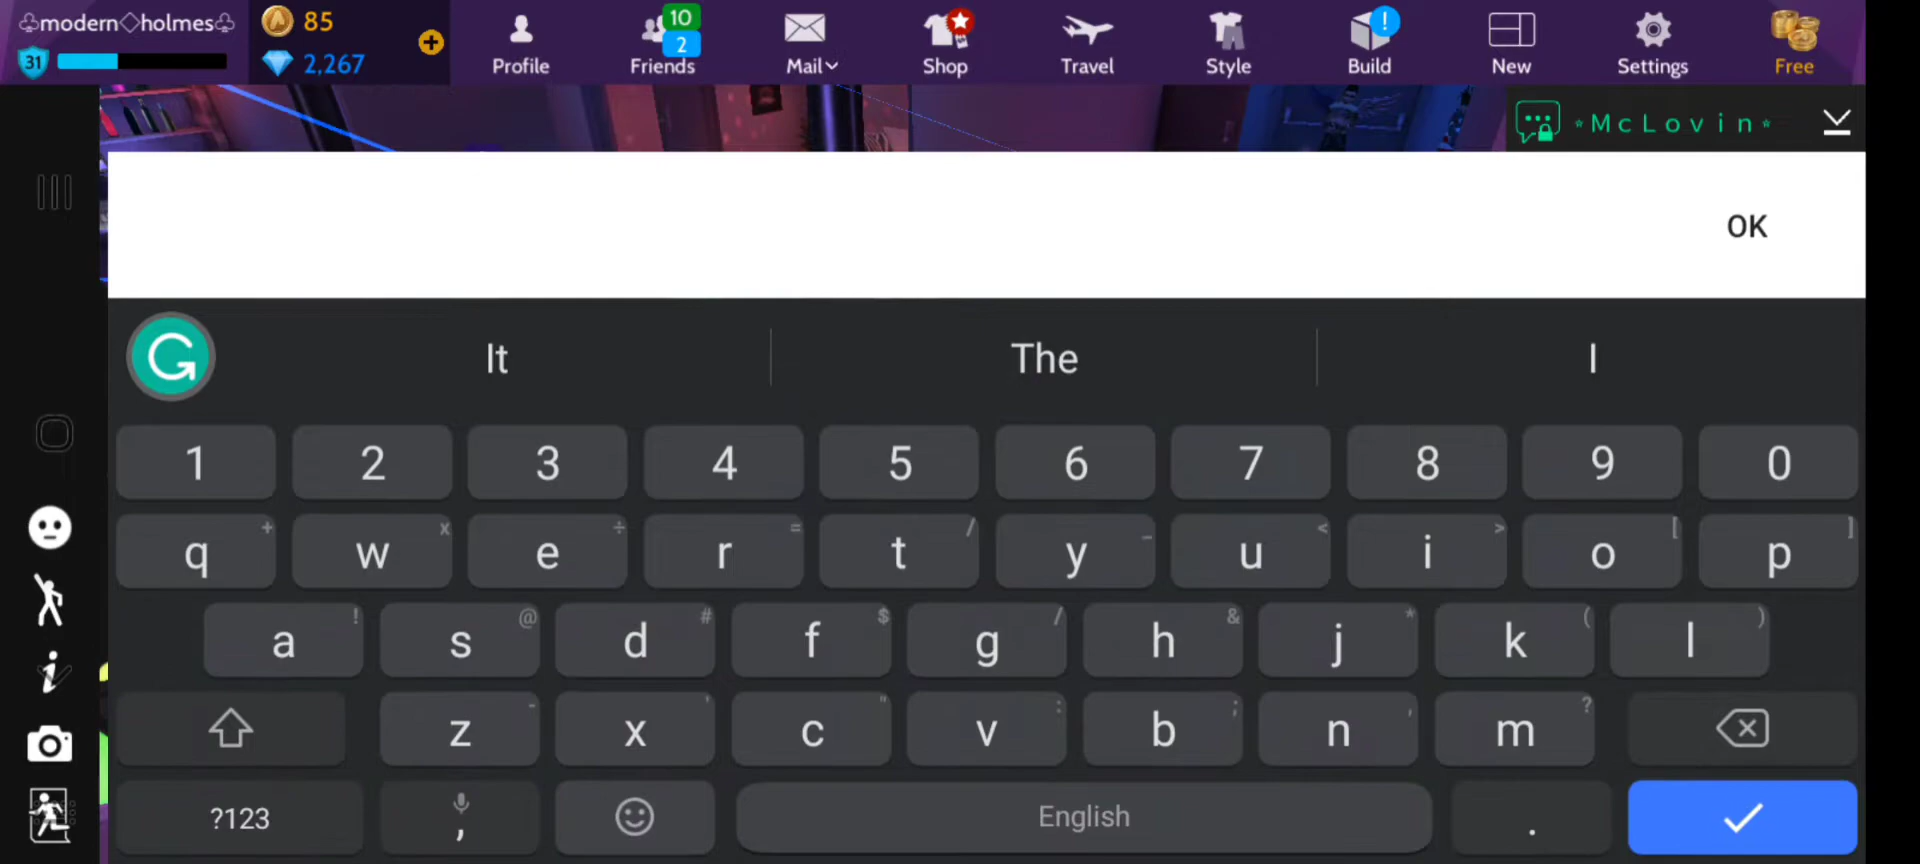 ♧modern◇holmes♧
31
85
2,267
Profile
10
2
Friends
Mail
Shop
Travel
Style
!
Build
New
Settings
Free
*McLovin*
OK
It The I
1 2 3 4 5 6 7 8 9 0
q + w x e ÷ r = t / y _ u < i > o [ p ]
a ! s @ d # f $ g / h & j * k ( l )
z - x ' c " v : b ; n , m ?
?123 , English .